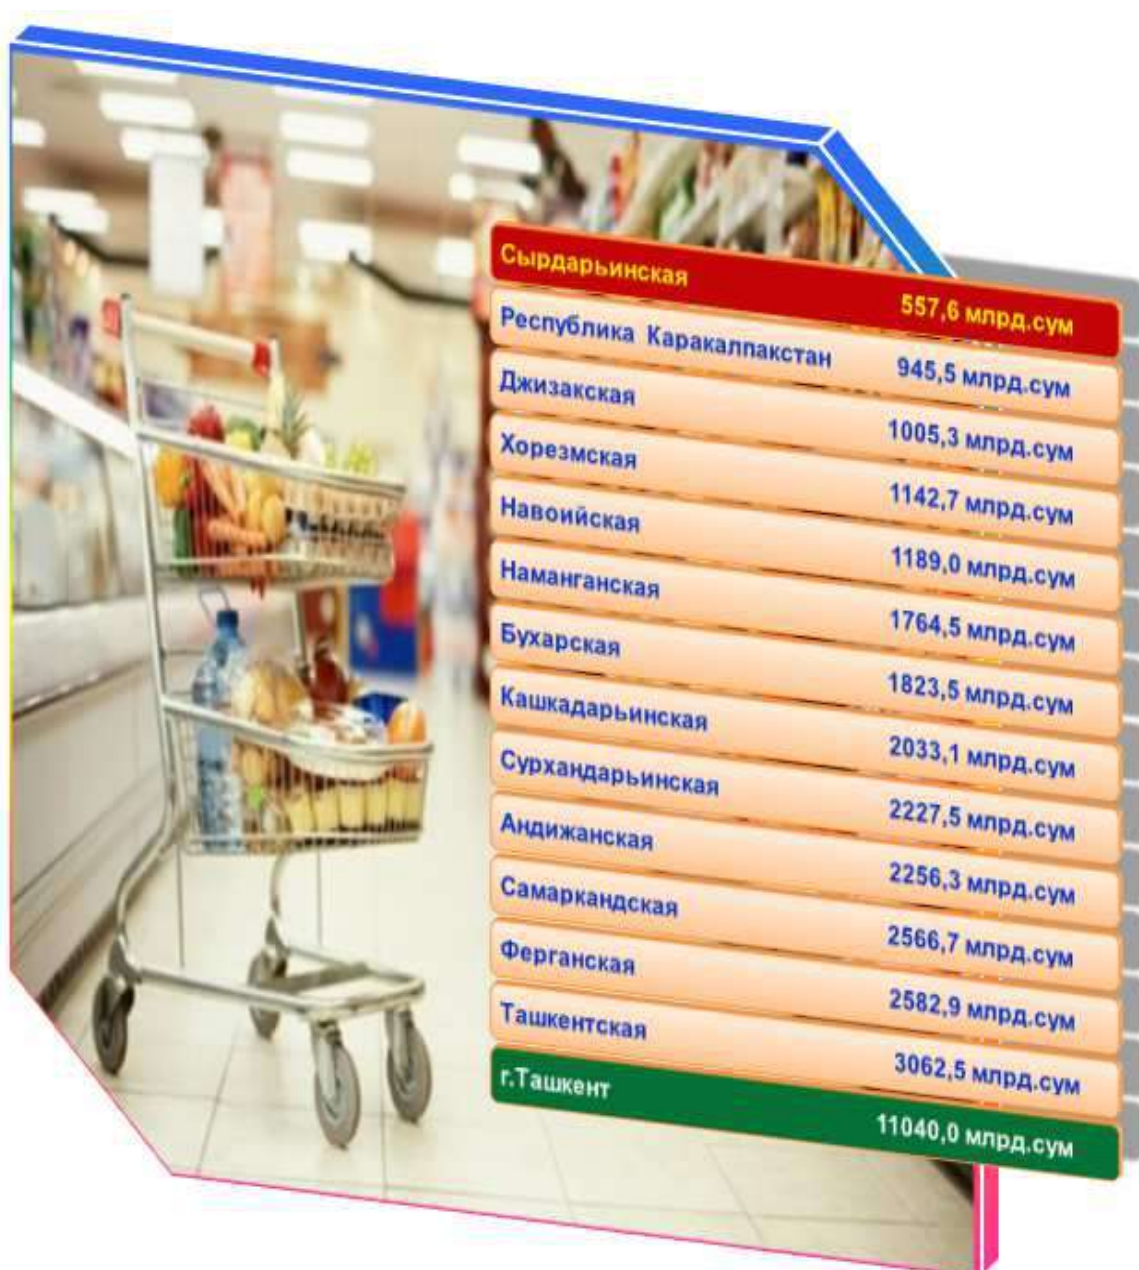 Сырдарьинская 557,6 млрд.сум
Республика Каракалпакстан 945,5 млрд.сум
Джизакская 1005,3 млрд.сум
Хорезмская 1142,7 млрд.сум
Навоийская 1189,0 млрд.сум
Наманганская 1764,5 млрд.сум
Бухарская 1823,5 млрд.сум
Кашкадарьинская 2033,1 млрд.сум
Сурхандарьинская 2227,5 млрд.сум
Андижанская 2256,3 млрд.сум
Самаркандская 2566,7 млрд.сум
Ферганская 2582,9 млрд.сум
Ташкентская 3062,5 млрд.сум
г.Ташкент 11040,0 млрд.сум